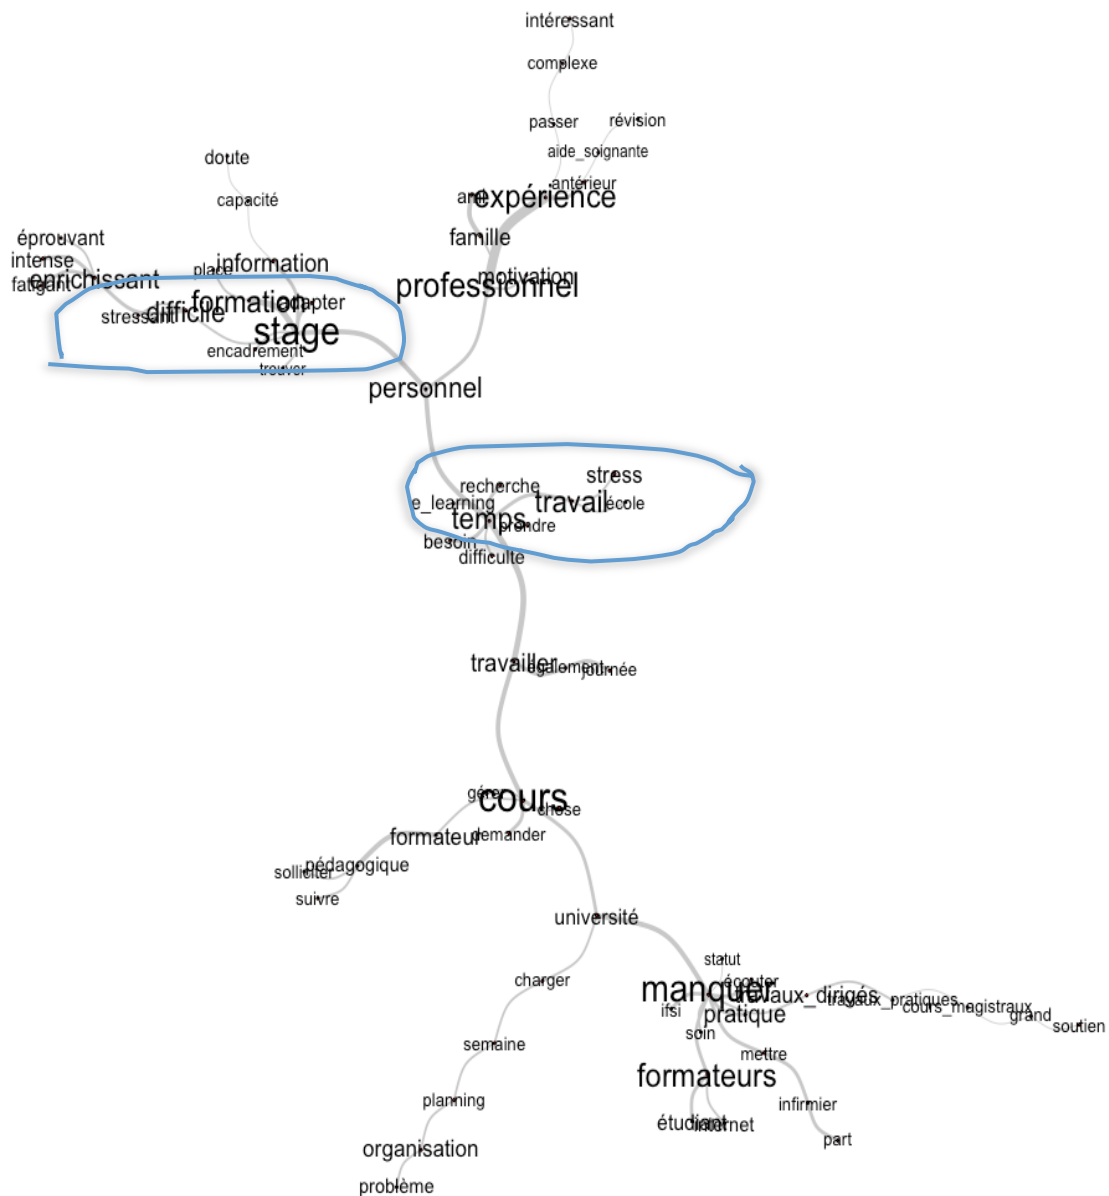 intéressant
complexe
passer
révision
aide_soignante
doute
antérieur
capacité
ami
expérience
éprouvant
famille
intense
information
place
motivation
enrichissant
fatigant
professionnel
formation
adapter
difficile
stressant
stage
encadrement
trouver
personnel
stress
recherche
e_learning
travail
école
temps
prendre
besoin
difficulte
travailler
également
journée
gérer
cours
chose
demander
formateur
pédagogique
solliciter
suivre
université
statut
charger
écouter
manquer
travaux_dirigés
travaux_pratiques
cours_magistraux
ifsi
pratique
grand
soutien
soin
semaine
mettre
formateurs
planning
infirmier
étudiant
internet
part
organisation
problème